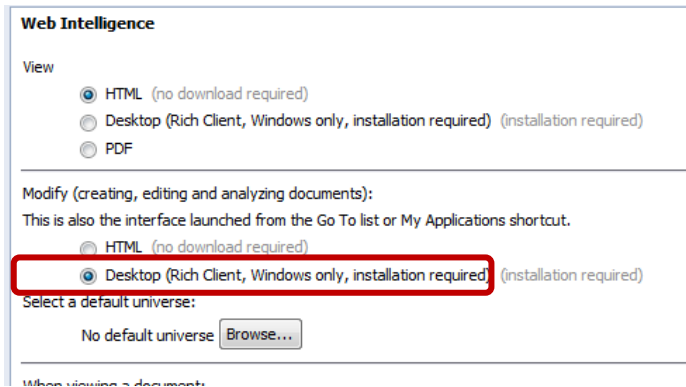 Web Intelligence
View
HTML (no download required)
Desktop (Rich Client, Windows only, installation required) (installation required)
PDF
Modify (creating, editing and analyzing documents):
This is also the interface launched from the Go To list or My Applications shortcut.
HTML (no download required)
Desktop (Rich Client, Windows only, installation required) (installation required)
Select a default universe:
No default universe Browse...
When viewing a document: